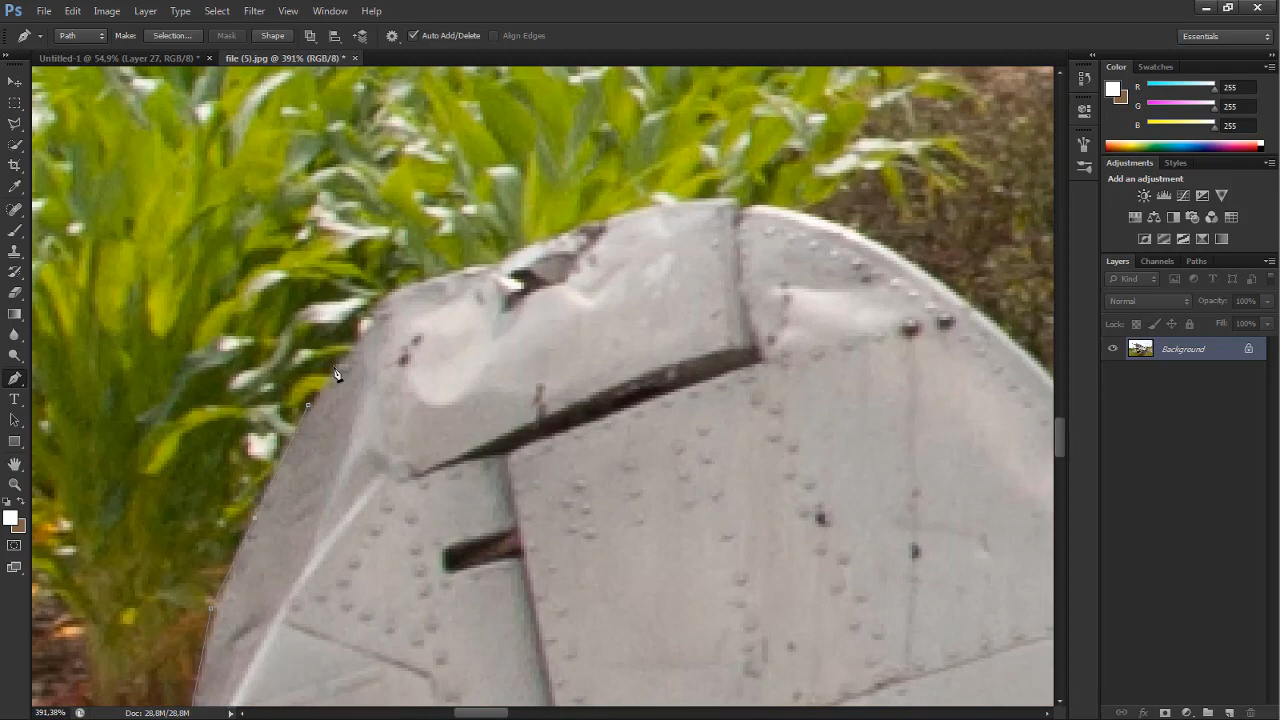 Ps File Edit Image Layer Type Select Filter View Window Help
Path Make: Selection... Mask Shape Auto Add/Delete Align Edges Essentials
Untitled-1 @ 54,9% (Layer 27, RGB/8) * × file (5).jpg @ 391% (RGB/8) * ×
Color Swatches
R 255
G 255
B 255
Adjustments Styles
Add an adjustment
Layers Channels Paths
Kind
Normal Opacity: 100%
Lock: Fill: 100%
Background
391,38% Doc: 28,8M/28,8M